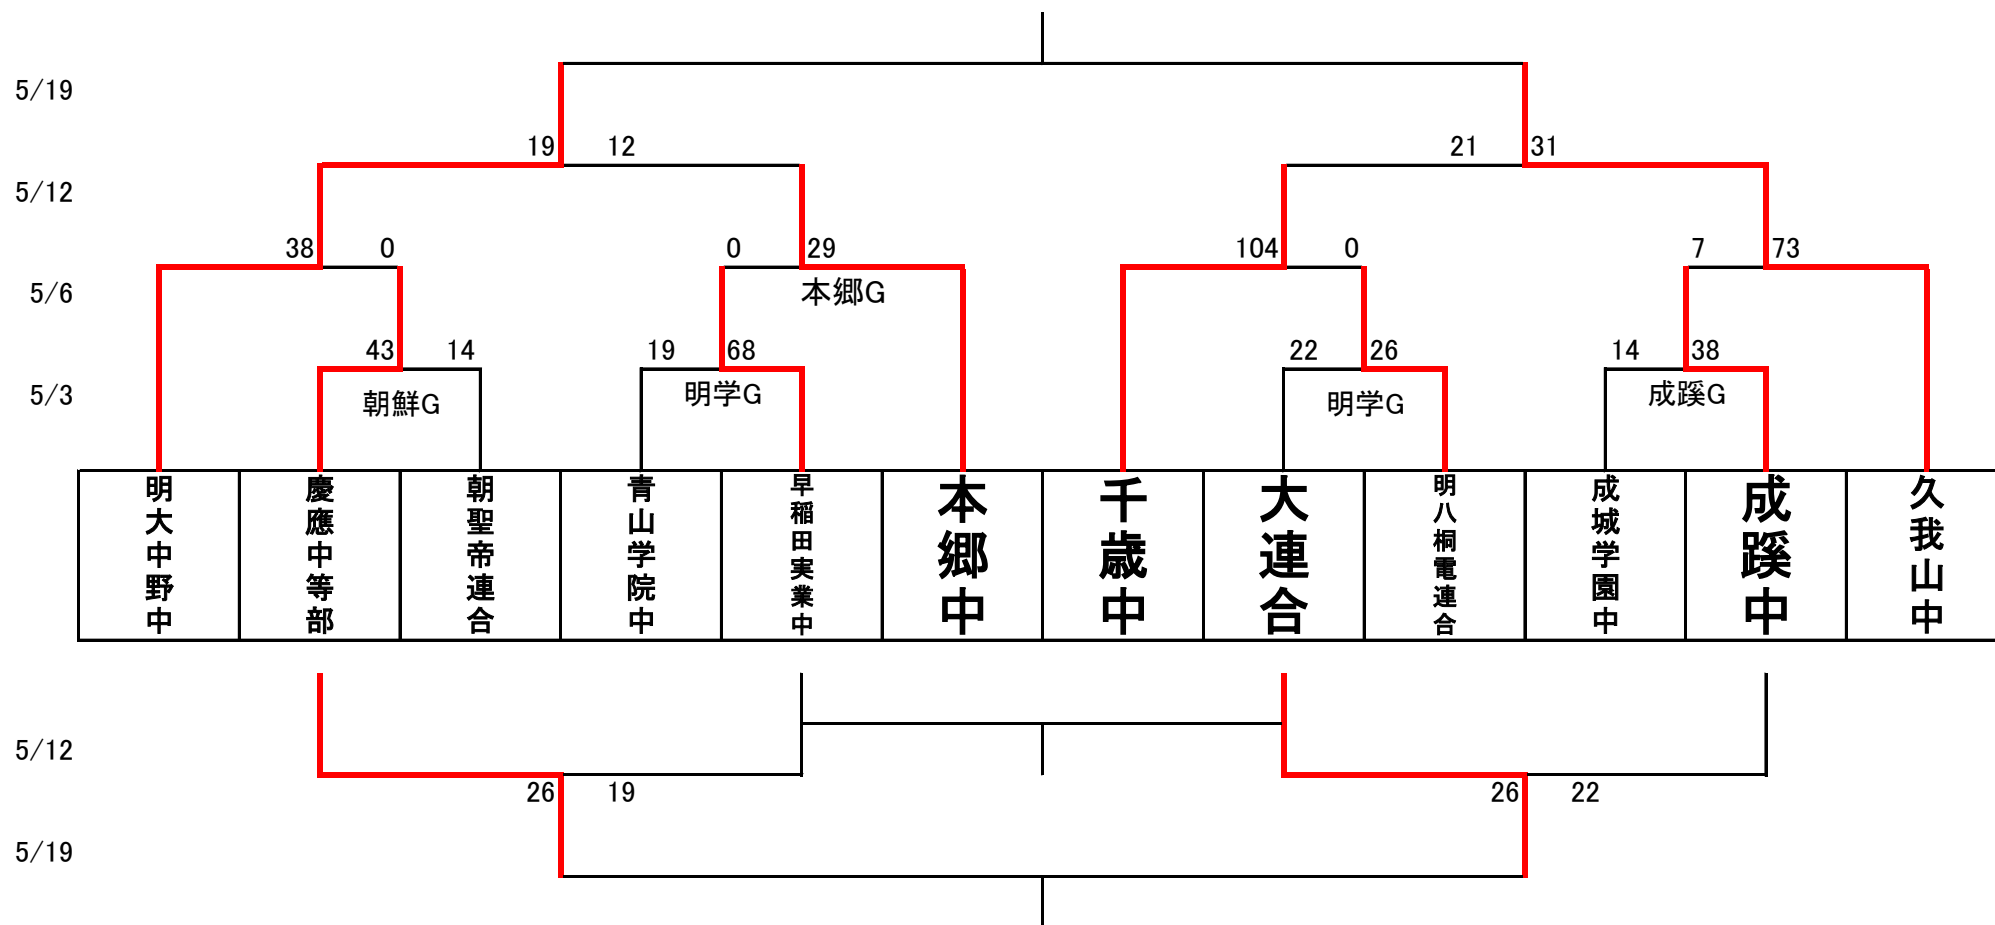 5/19
19 12 21 31
5/12
38 0 0 29 104 0 7 73
5/6
本郷G
43 14 19 68 22 26 14 38
5/3
朝鮮G 明学G 明学G 成蹊G
明大中野中
慶應中等部
朝聖帝連合
青山学院中
早稲田実業中
本郷中
千歳中
大連合
明八桐電連合
成城学園中
成蹊中
久我山中
5/12
26 19 26 22
5/19